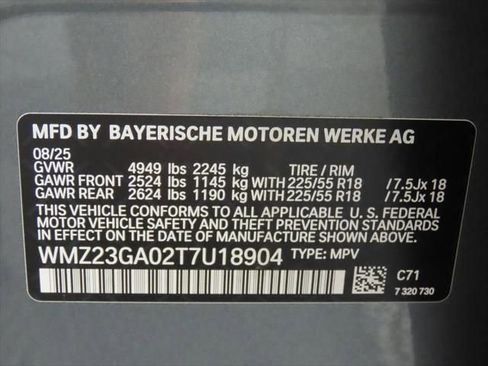 MFD BY BAYERISCHE MOTOREN WERKE AG
08/25
GVWR 4949 lbs 2245 kg TIRE / RIM
GAWR FRONT 2524 lbs 1145 kg WITH 225/55 R18 / 7.5Jx 18
GAWR REAR 2624 lbs 1190 kg WITH 225/55 R18 / 7.5Jx 18
THIS VEHICLE CONFORMS TO ALL APPLICABLE U. S. FEDERAL
MOTOR VEHICLE SAFETY AND THEFT PREVENTION STANDARDS
IN EFFECT ON THE DATE OF MANUFACTURE SHOWN ABOVE.
WMZ23GA02T7U18904 TYPE: MPV
C71
7 320 730